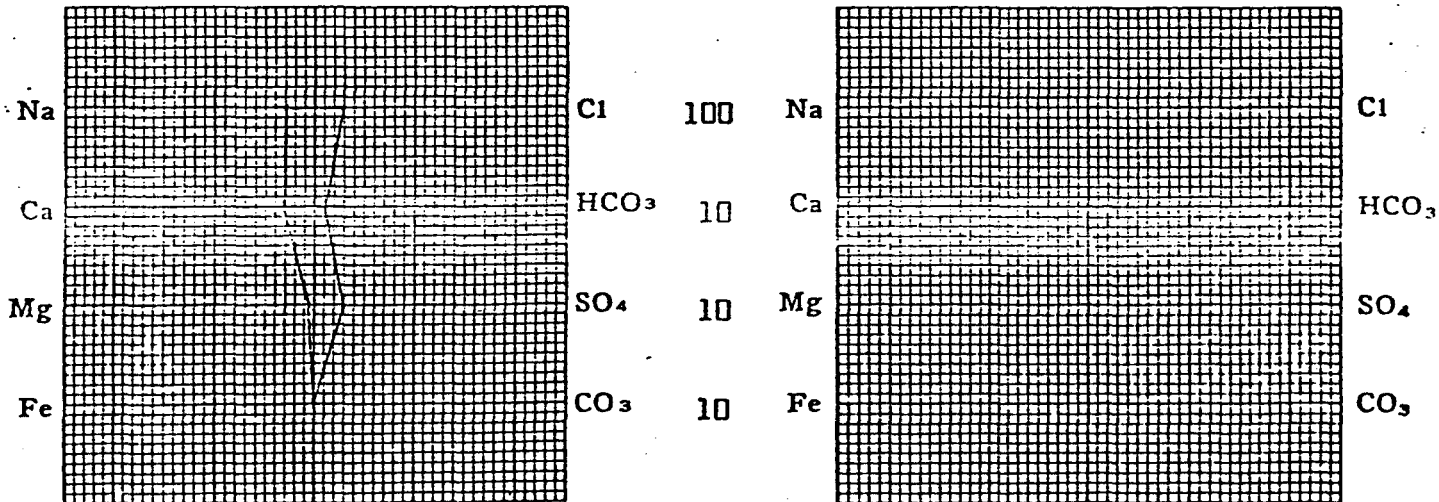 Na Cl 100 Na Cl
Ca HCO₃ 10 Ca HCO₃
Mg SO₄ 10 Mg SO₄
Fe CO₃ 10 Fe CO₃